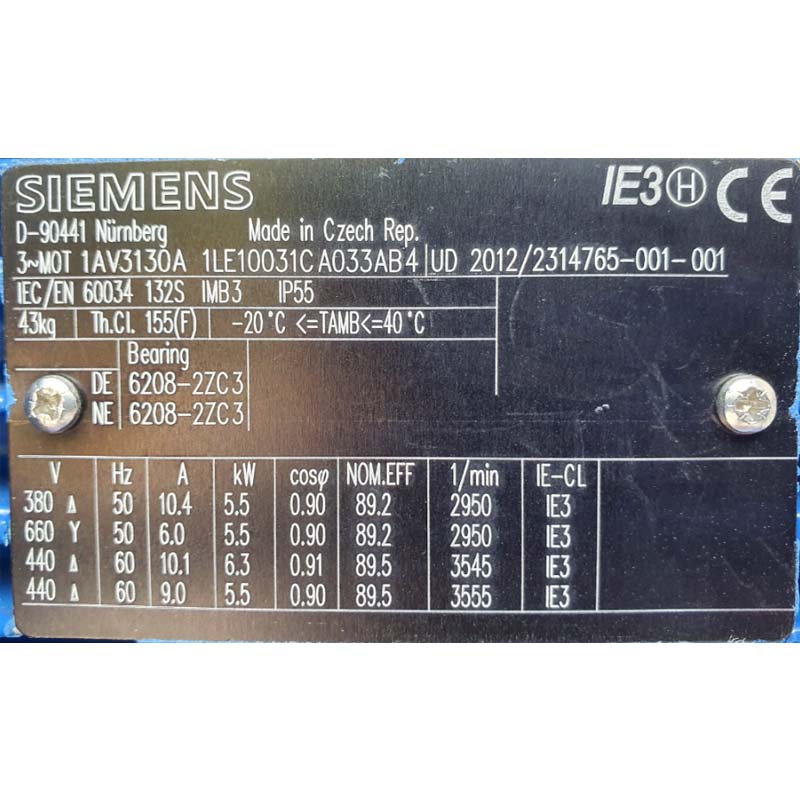 SIEMENS IE3 H CE
D-90441 Nürnberg Made in Czech Rep.
3~MOT 1AV3130A 1LE10031CA033AB4 UD 2012/2314765-001-001
IEC/EN 60034 132S IMB3 IP55
43kg Th.Cl. 155(F) -20°C <=TAMB<=40°C
Bearing
DE 6208-2ZC3
NE 6208-2ZC3
V Hz A kW cosφ NOM.EFF 1/min IE-CL
380 Δ 50 10.4 5.5 0.90 89.2 2950 IE3
660 Y 50 6.0 5.5 0.90 89.2 2950 IE3
440 Δ 60 10.1 6.3 0.91 89.5 3545 IE3
440 Δ 60 9.0 5.5 0.90 89.5 3555 IE3